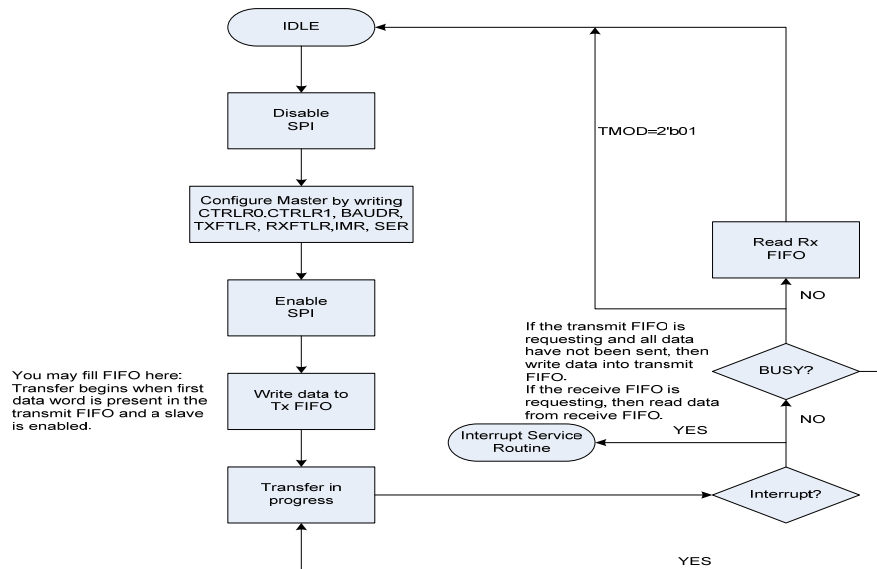 IDLE
Disable
SPI
Configure Master by writing
CTRLR0.CTRLR1, BAUDR,
TXFTLR, RXFTLR,IMR, SER
Enable
SPI
You may fill FIFO here:
Transfer begins when first
data word is present in the
transmit FIFO and a slave
is enabled.
Write data to
Tx FIFO
Transfer in
progress
TMOD=2'b01
Read Rx
FIFO
NO
If the transmit FIFO is
requesting and all data
have not been sent, then
write data into transmit
FIFO.
If the receive FIFO is
requesting, then read data
from receive FIFO.
BUSY?
NO
YES
Interrupt Service
Routine
Interrupt?
YES